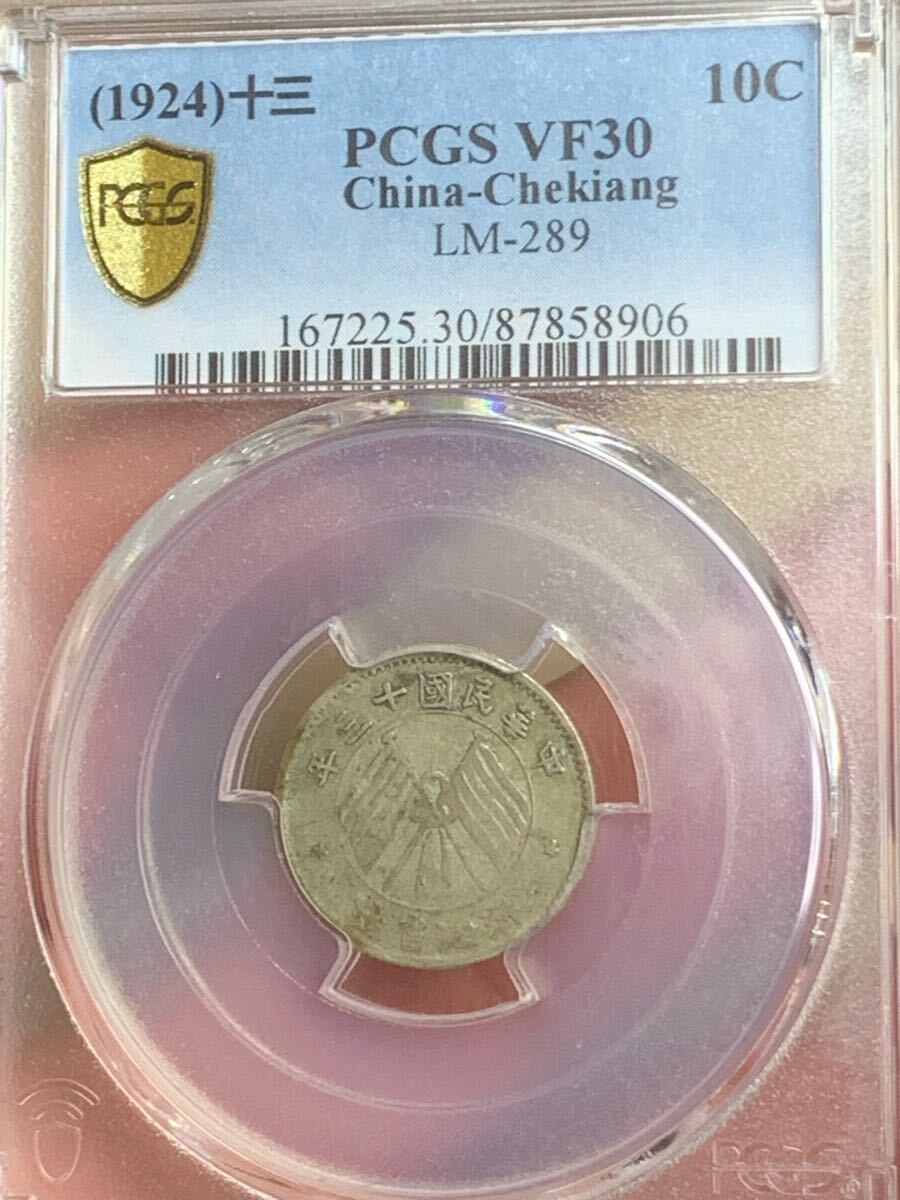 (1924)十三
10C
PCGS VF30
China-Chekiang
LM-289
PCGS
167225.30/87858906
中華民國十三年
PCGS